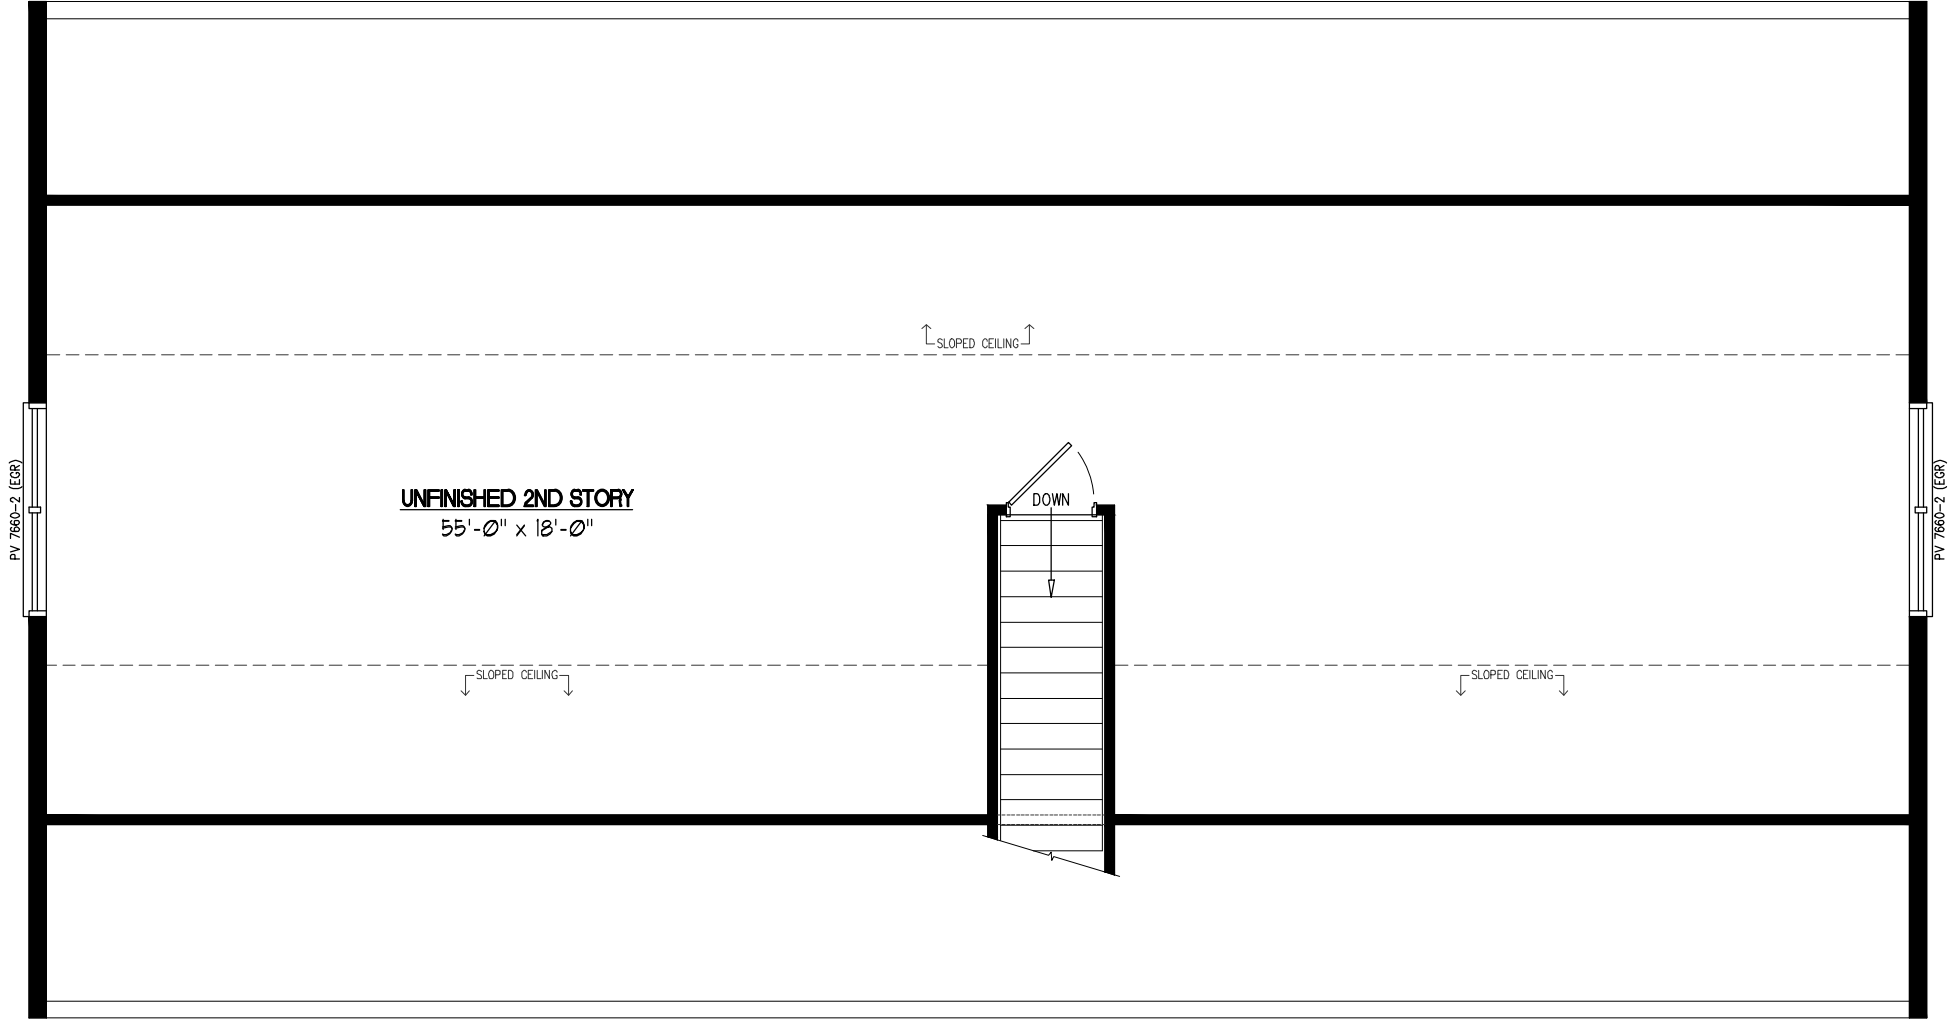 SLOPED CEILING
PV 7660-2 (EGR)
UNFINISHED 2ND STORY
55'-0" x 18'-0"
DOWN
PV 7660-2 (EGR)
SLOPED CEILING
SLOPED CEILING